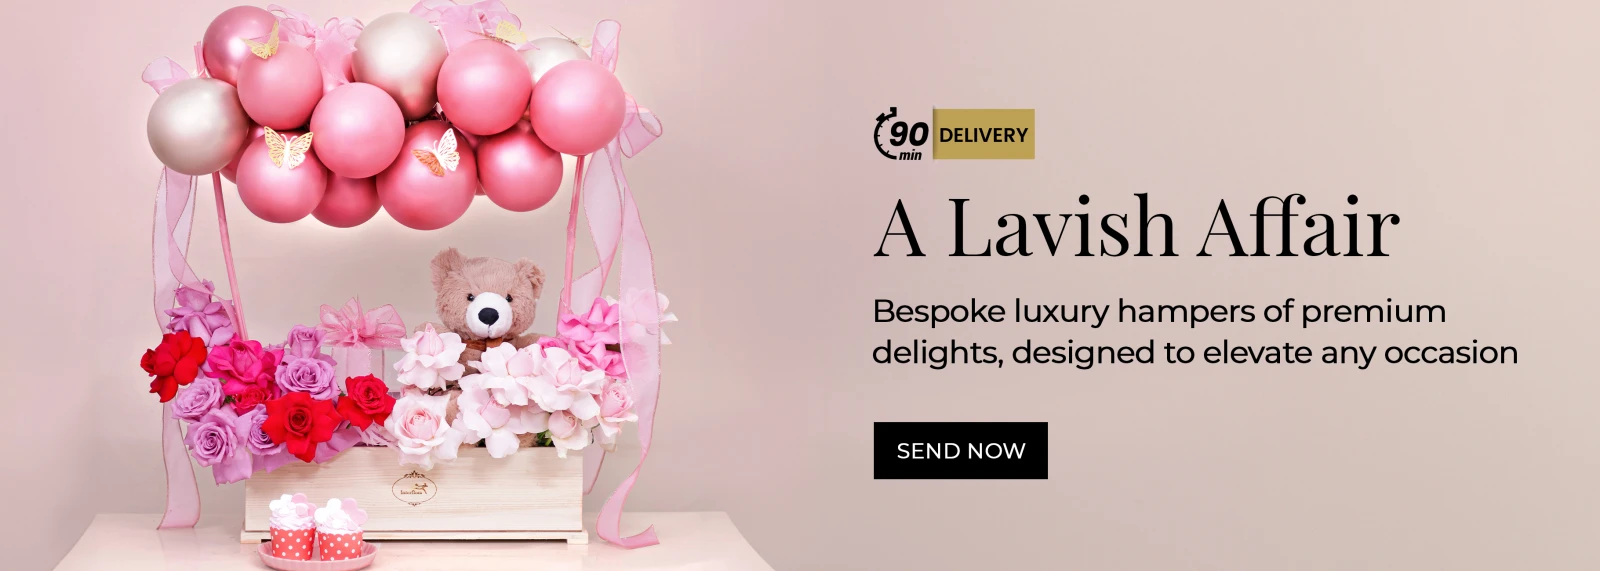 90
min
DELIVERY
A Lavish Affair
Bespoke luxury hampers of premium
delights, designed to elevate any occasion
SEND NOW